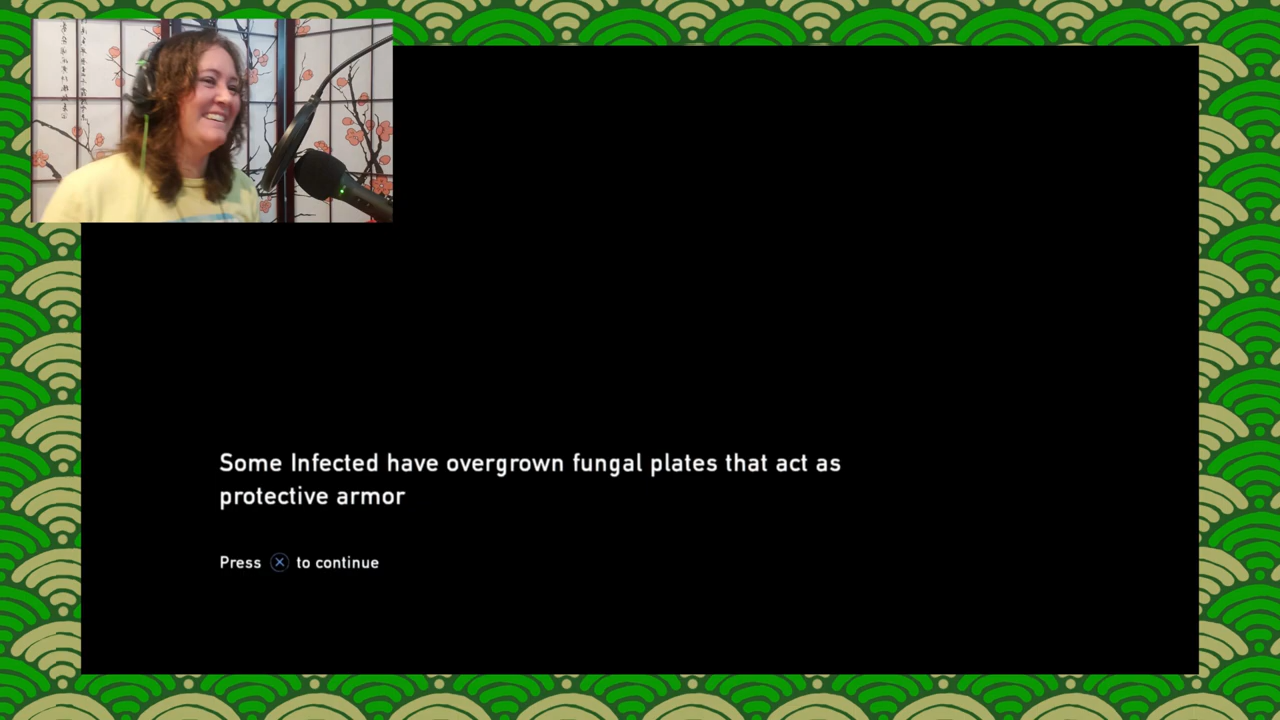 Some Infected have overgrown fungal plates that act as
protective armor
Press ⓧ to continue